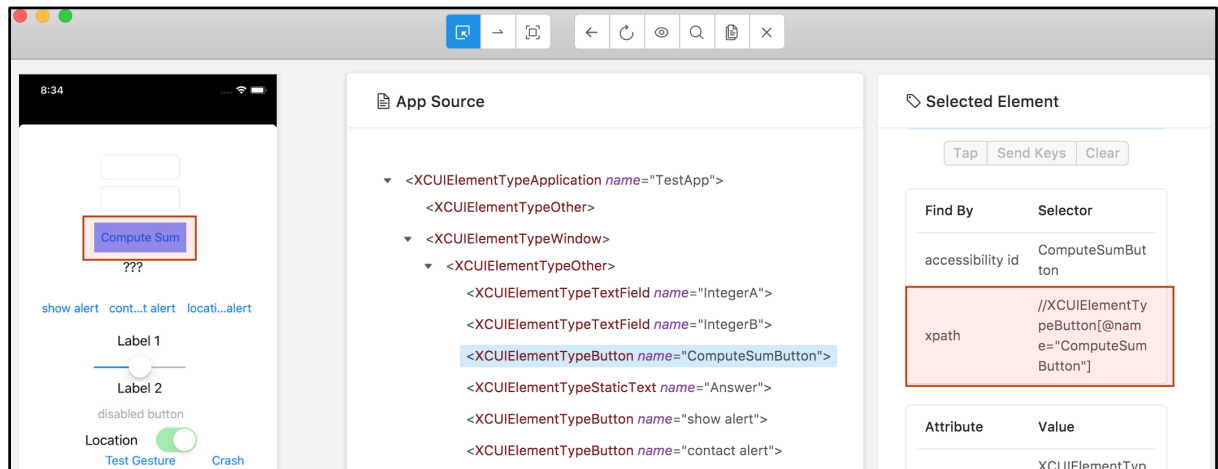 8:34
Compute Sum
???
show alert cont...t alert locati...alert
Label 1
Label 2
disabled button
Location
Test Gesture Crash
App Source
<XCUIElementTypeApplication name="TestApp">
<XCUIElementTypeOther>
<XCUIElementTypeWindow>
<XCUIElementTypeOther>
<XCUIElementTypeTextField name="IntegerA">
<XCUIElementTypeTextField name="IntegerB">
<XCUIElementTypeButton name="ComputeSumButton">
<XCUIElementTypeStaticText name="Answer">
<XCUIElementTypeButton name="show alert">
<XCUIElementTypeButton name="contact alert">
Selected Element
Tap Send Keys Clear
Find By Selector
accessibility id ComputeSumBut
ton
xpath //XCUIElementTy
peButton[@nam
e="ComputeSum
Button"]
Attribute Value
XCUIElementTyp